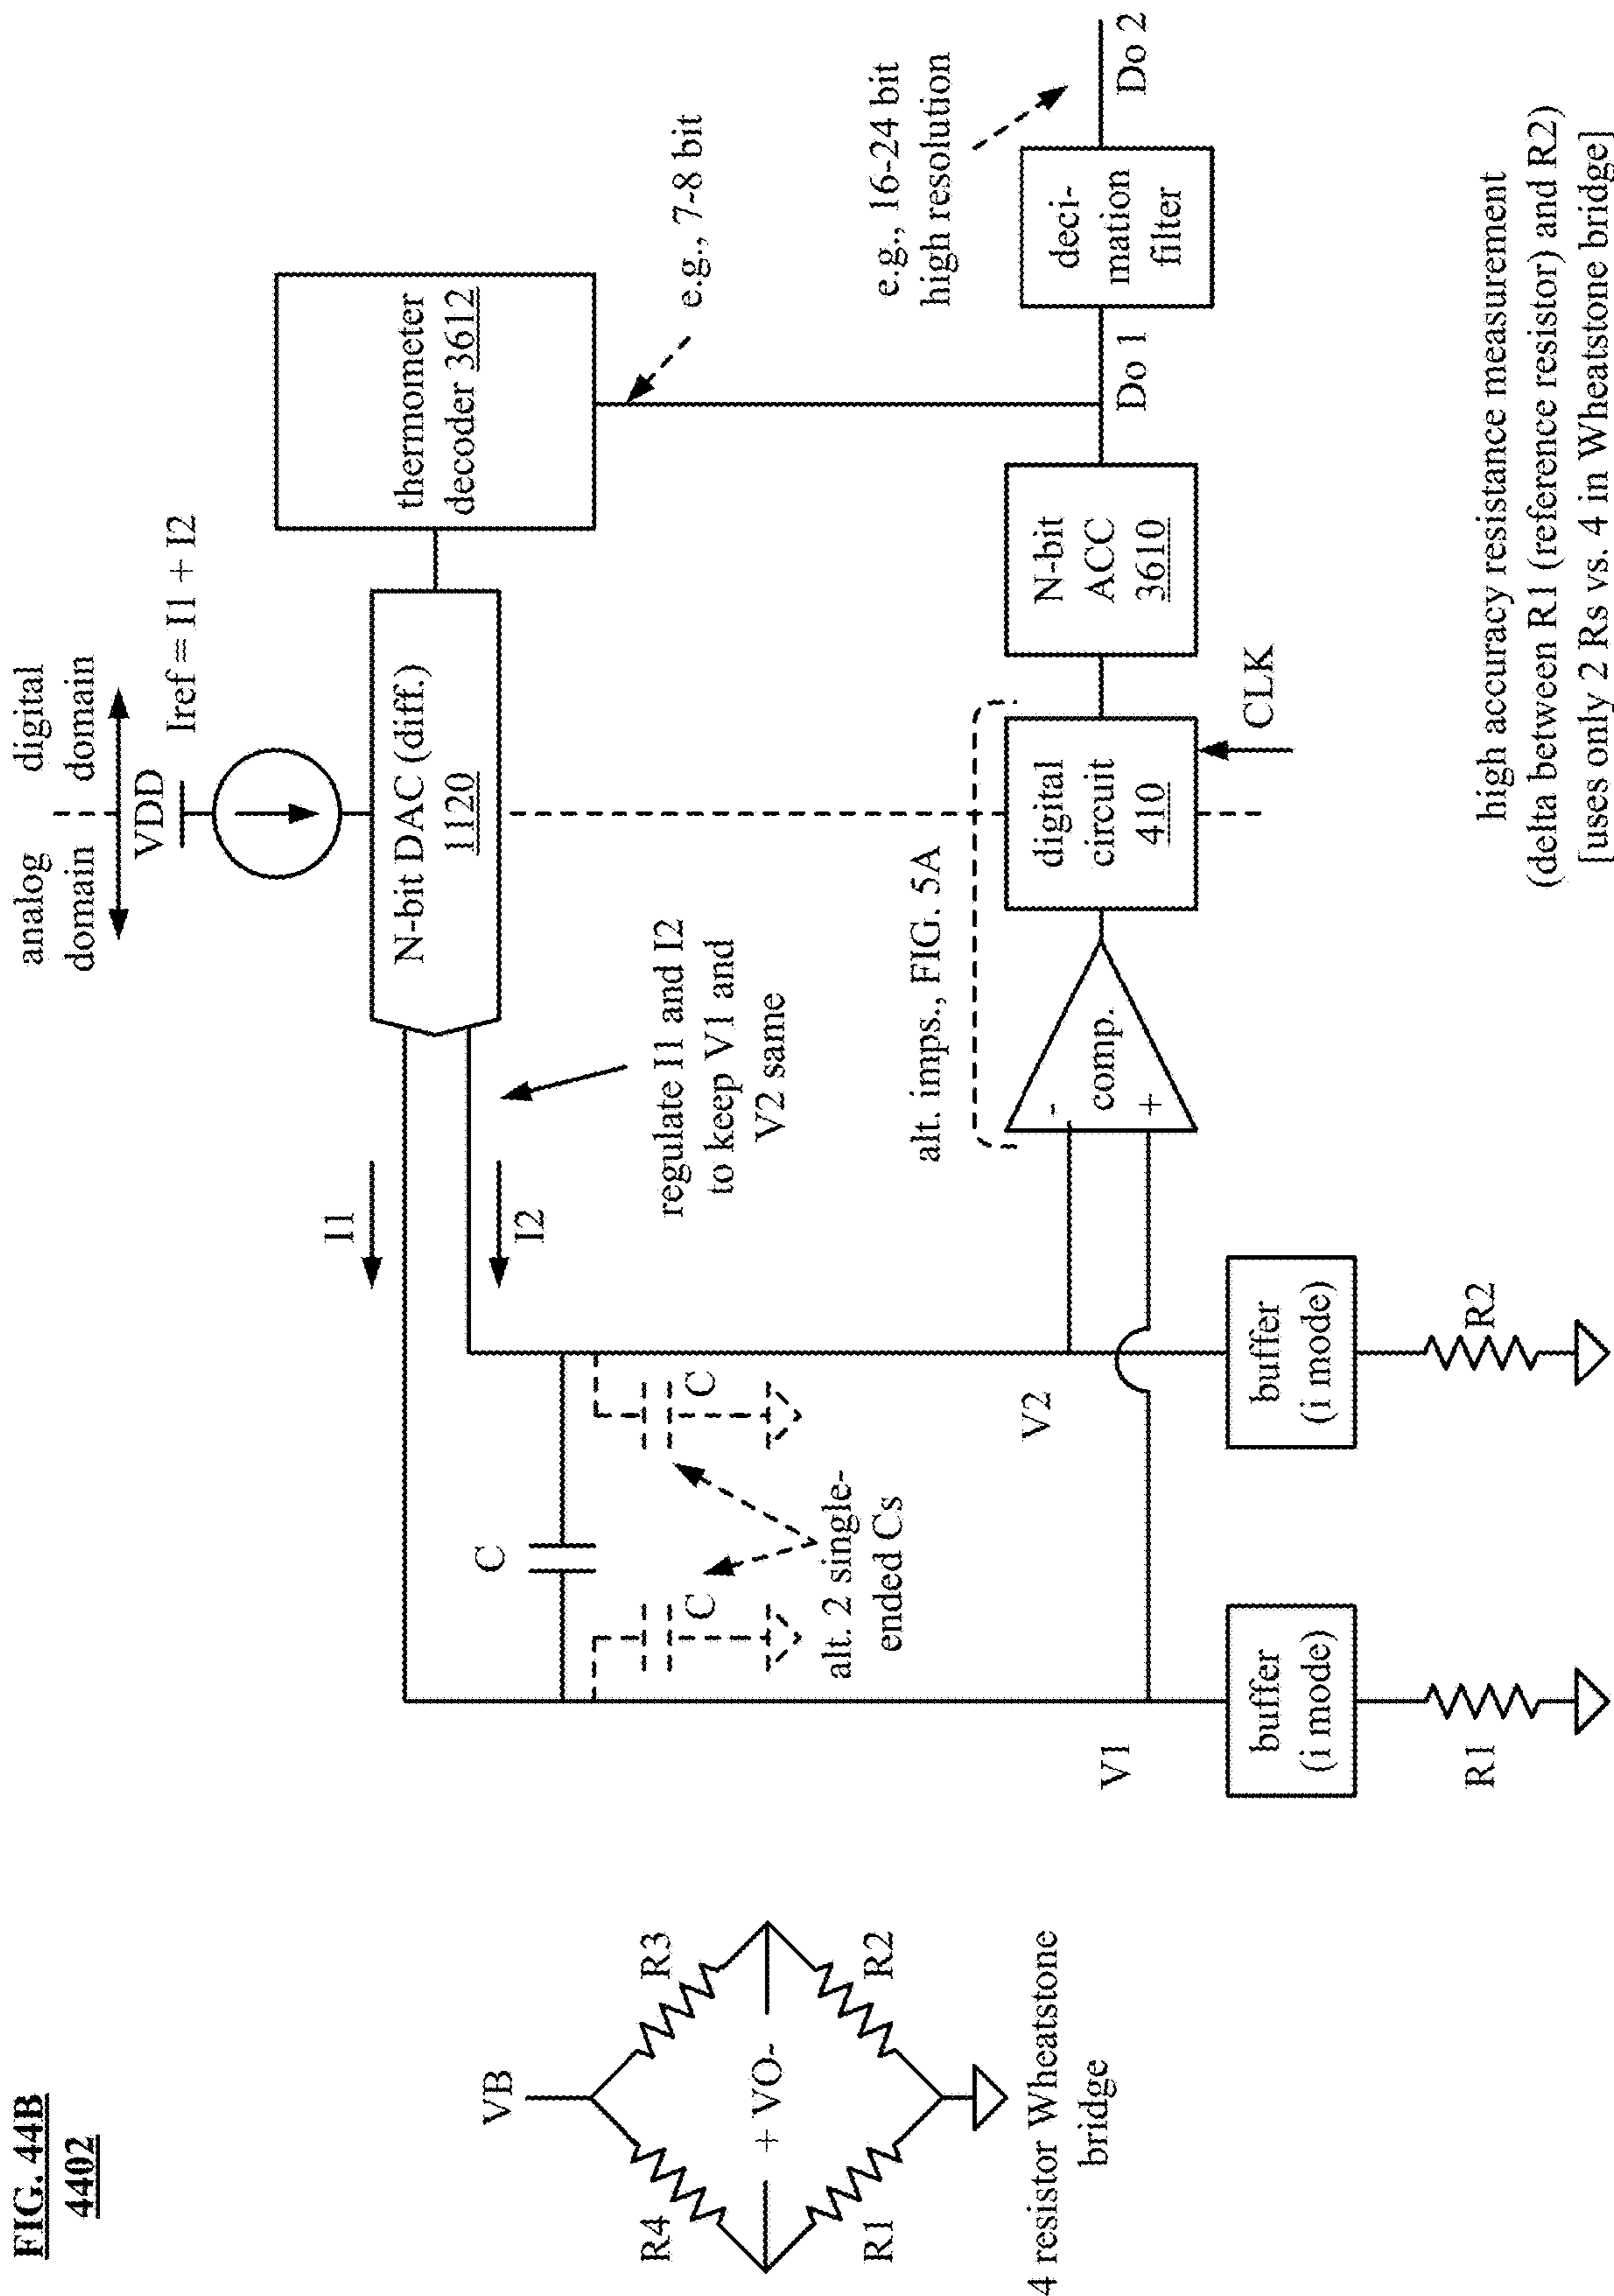 FIG. 44B
4402
VB
R4
R3
+ VO-
R1
R2
4 resistor Wheatstone
bridge
analog
domain
digital
domain
VDD
Iref = I1 + I2
N-bit DAC (diff.)
1120
thermometer
decoder 3612
e.g., 7-8 bit
I1
I2
regulate I1 and I2
to keep V1 and
V2 same
C
C
C
alt. 2 single-
ended Cs
alt. imps., FIG. 5A
e.g., 16-24 bit
high resolution
V1
V2
-
comp.
+
digital
circuit
410
CLK
N-bit
ACC
3610
Do 1
deci-
mation
filter
Do 2
buffer
(i mode)
buffer
(i mode)
R1
R2
high accuracy resistance measurement
(delta between R1 (reference resistor) and R2)
[uses only 2 Rs vs. 4 in Wheatstone bridge]